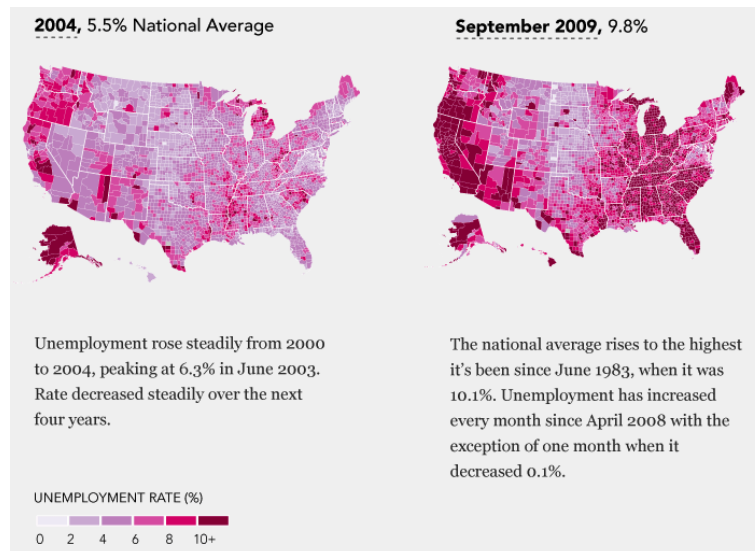 2004, 5.5% National Average
September 2009, 9.8%
Unemployment rose steadily from 2000
to 2004, peaking at 6.3% in June 2003.
Rate decreased steadily over the next
four years.
The national average rises to the highest
it's been since June 1983, when it was
10.1%. Unemployment has increased
every month since April 2008 with the
exception of one month when it
decreased 0.1%.
UNEMPLOYMENT RATE (%)
0 2 4 6 8 10+